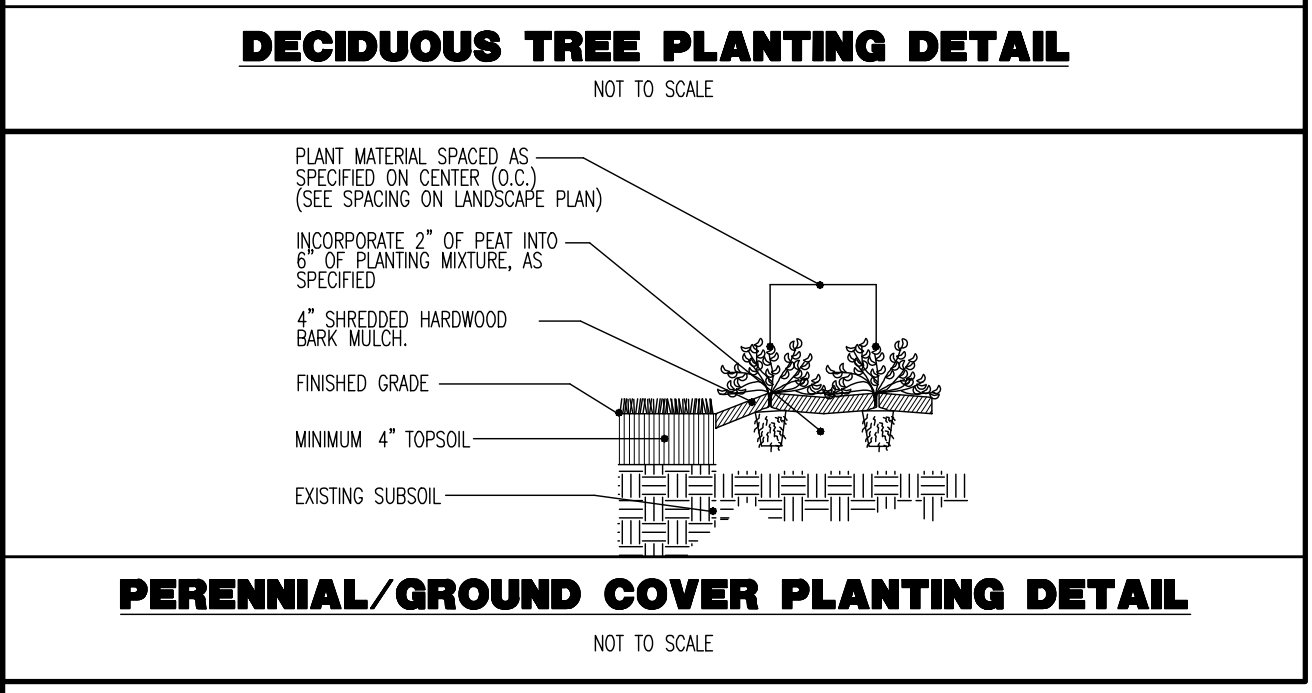 DECIDUOUS TREE PLANTING DETAIL
NOT TO SCALE
PLANT MATERIAL SPACED AS
SPECIFIED ON CENTER (O.C.)
(SEE SPACING ON LANDSCAPE PLAN)
INCORPORATE 2" OF PEAT INTO
6" OF PLANTING MIXTURE, AS
SPECIFIED
4" SHREDDED HARDWOOD
BARK MULCH.
FINISHED GRADE
MINIMUM 4" TOPSOIL
EXISTING SUBSOIL
PERENNIAL/GROUND COVER PLANTING DETAIL
NOT TO SCALE